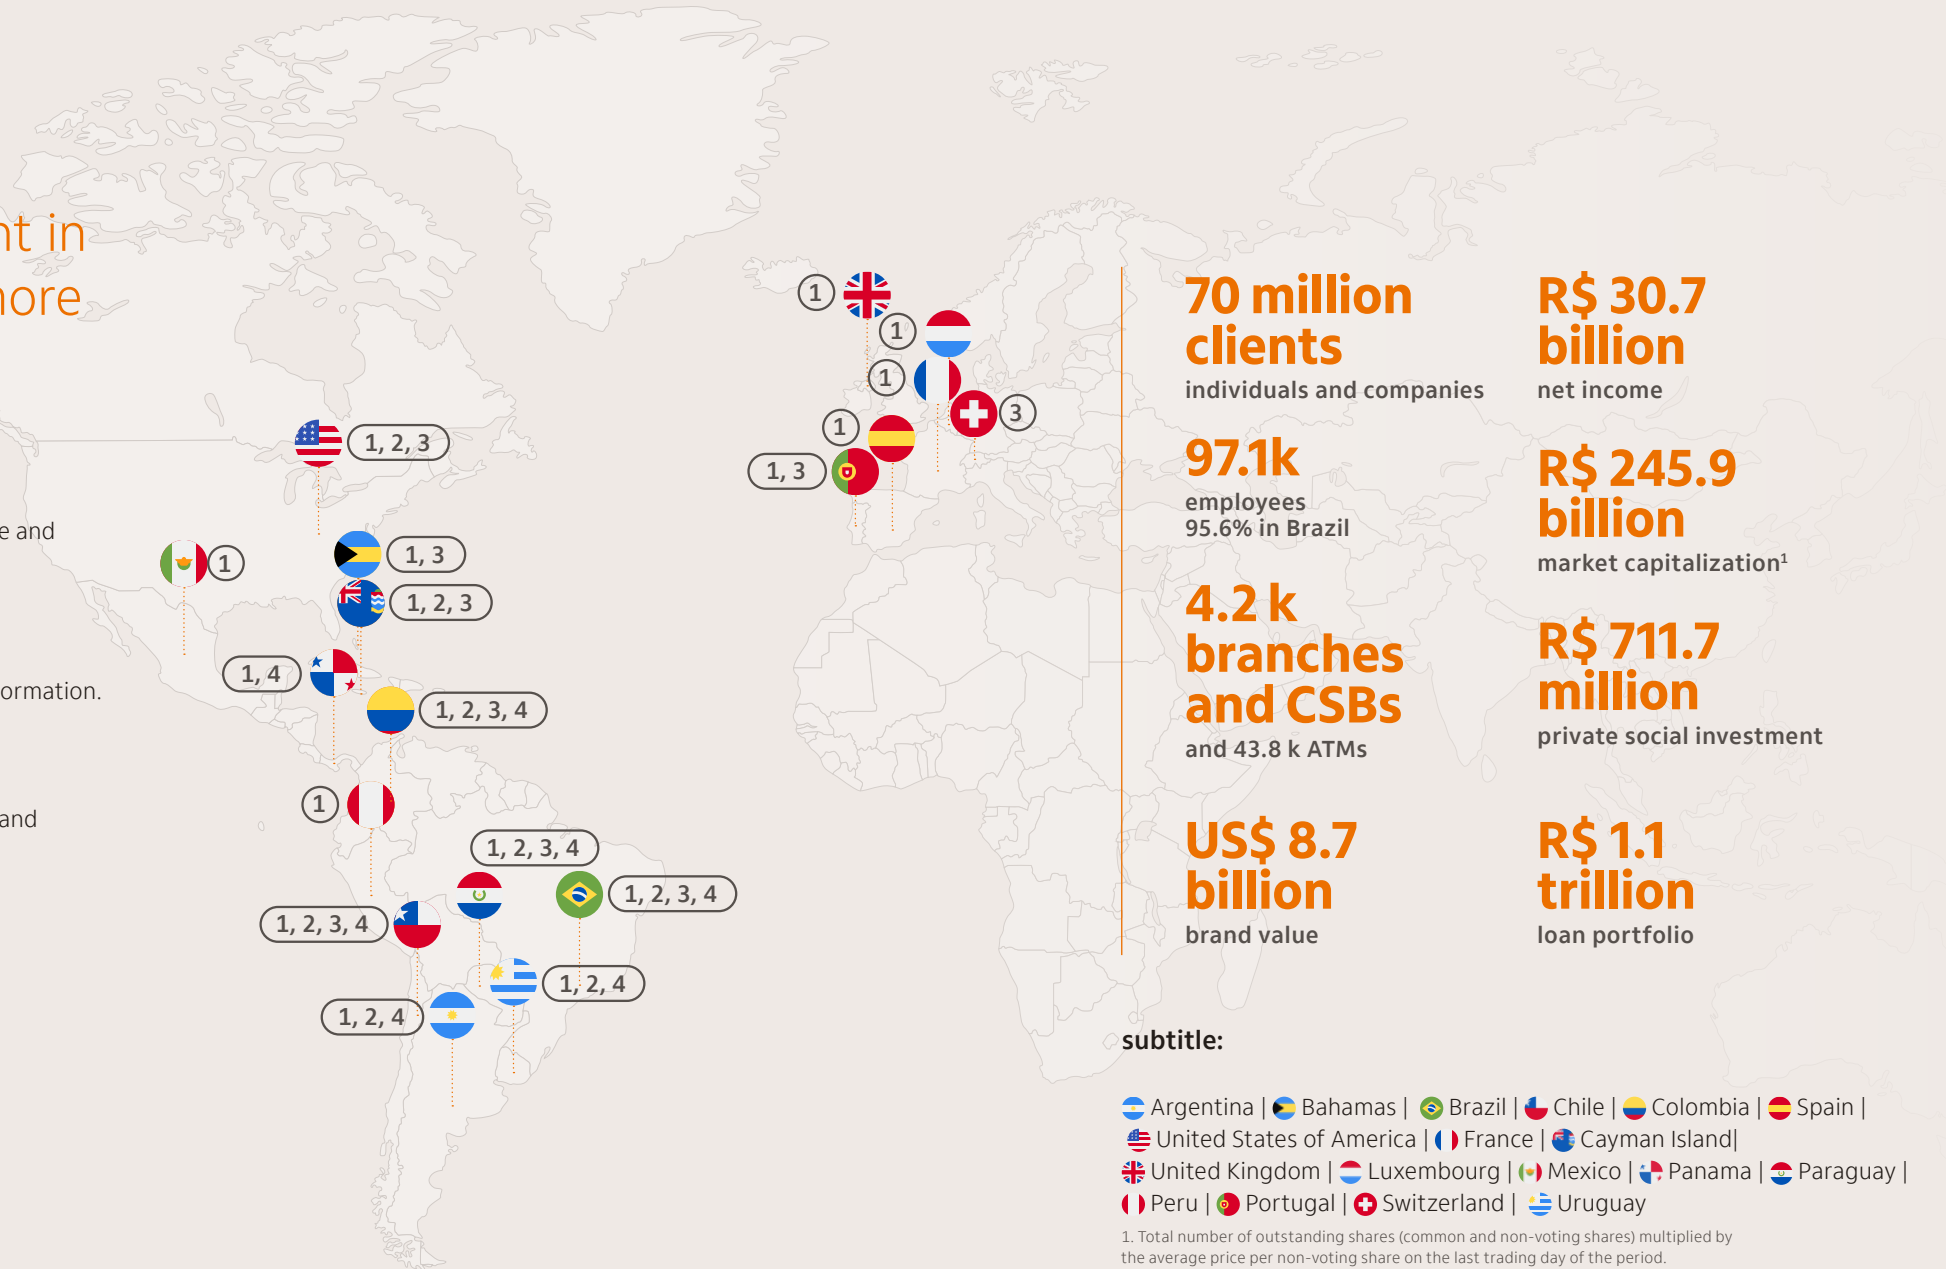 nt in
nore
e and
ormation.
and
1
1
1
3
1
1, 3
1, 2, 3
1, 3
1
1, 2, 3
1, 4
1, 2, 3, 4
1
1, 2, 3, 4
1, 2, 3, 4
1, 2, 3, 4
1, 2, 4
1, 2, 4
70 million
clients
individuals and companies
97.1k
employees
95.6% in Brazil
4.2 k
branches
and CSBs
and 43.8 k ATMs
US$ 8.7
billion
brand value
R$ 30.7
billion
net income
R$ 245.9
billion
market capitalization¹
R$ 711.7
million
private social investment
R$ 1.1
trillion
loan portfolio
subtitle:
Argentina | Bahamas | Brazil | Chile | Colombia | Spain |
United States of America | France | Cayman Island|
United Kingdom | Luxembourg | Mexico | Panama | Paraguay |
Peru | Portugal | Switzerland | Uruguay
1. Total number of outstanding shares (common and non-voting shares) multiplied by
the average price per non-voting share on the last trading day of the period.